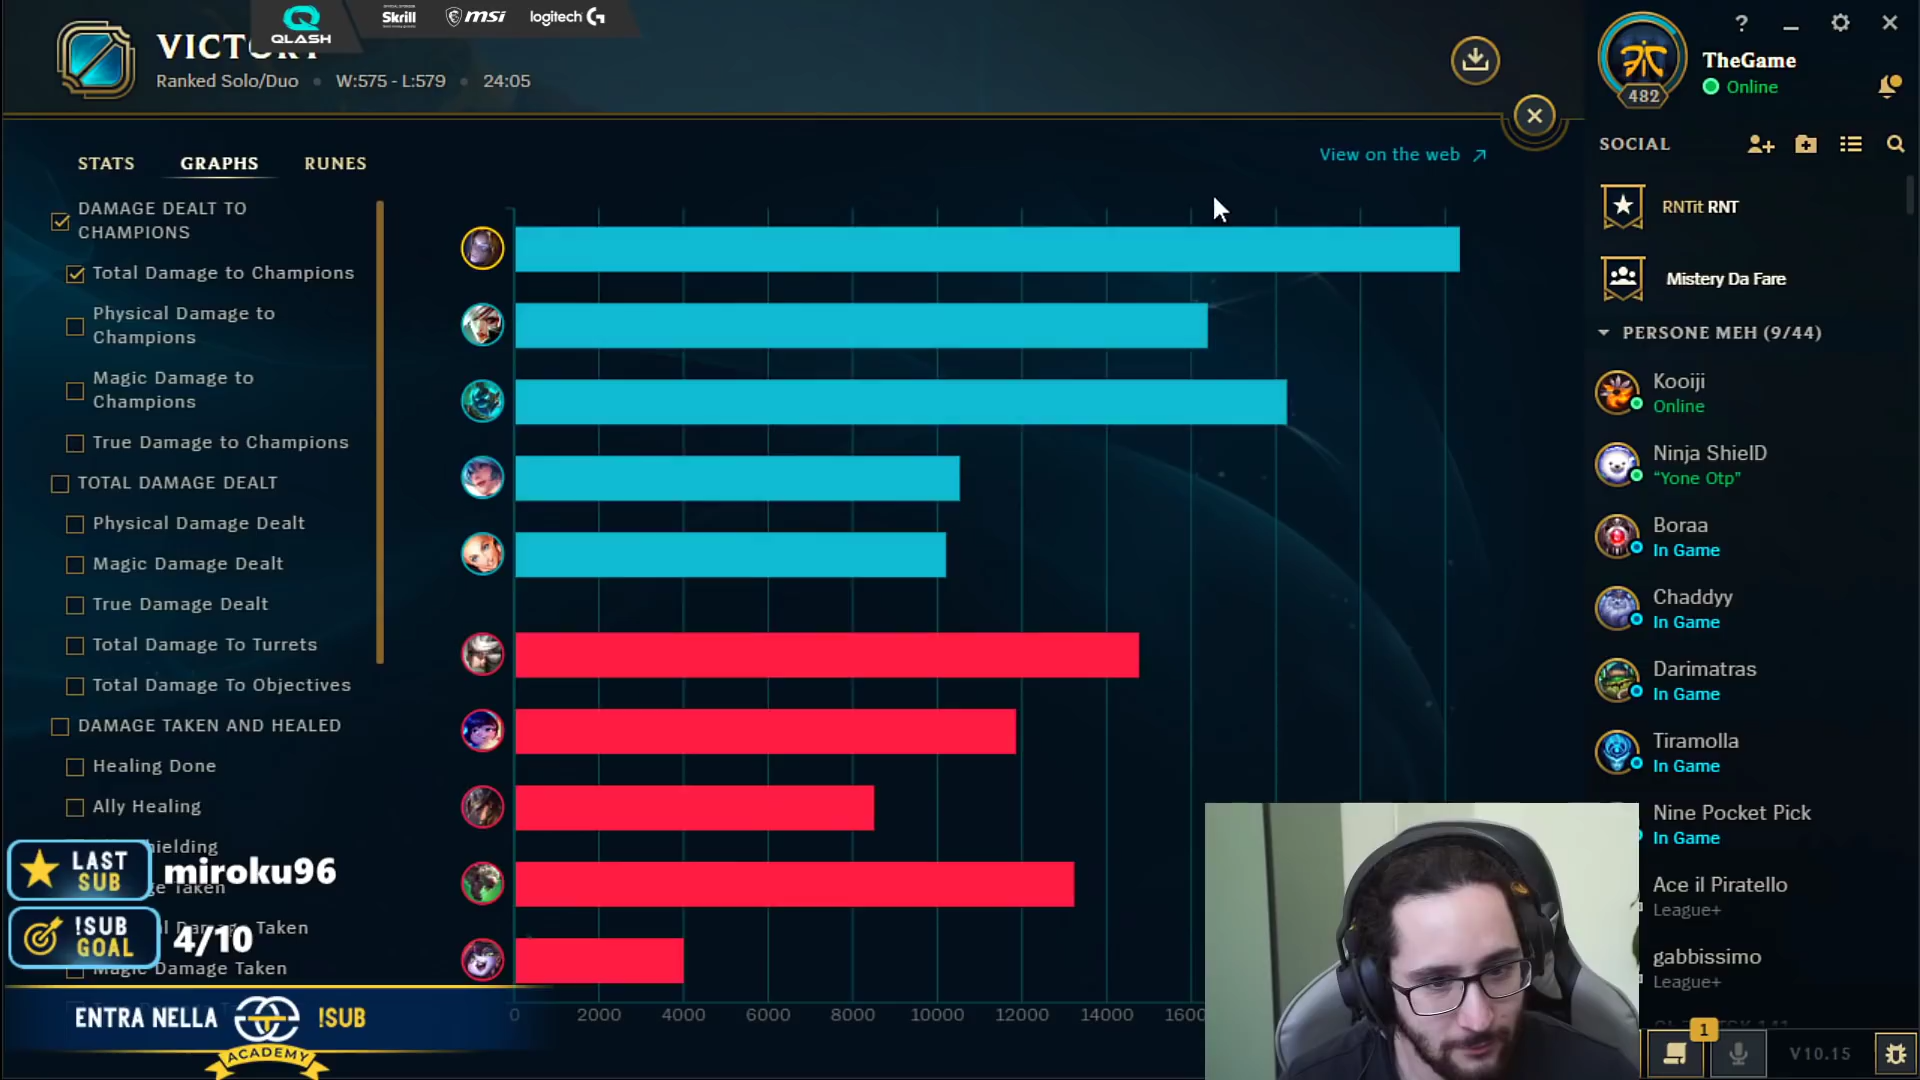 VICTORY
QLASH
Skrill
msi
logitech G
Ranked Solo/Duo • W:575 - L:579 • 24:05
482
TheGame
Online
STATS
GRAPHS
RUNES
View on the web
DAMAGE DEALT TO
CHAMPIONS
Total Damage to Champions
Physical Damage to
Champions
Magic Damage to
Champions
True Damage to Champions
TOTAL DAMAGE DEALT
Physical Damage Dealt
Magic Damage Dealt
True Damage Dealt
Total Damage To Turrets
Total Damage To Objectives
DAMAGE TAKEN AND HEALED
Healing Done
Ally Healing
hielding
Taken
Damage Taken
Magic Damage Taken
LAST
SUB
miroku96
!SUB
GOAL
4/10
ENTRA NELLA
!SUB
ACADEMY
0
2000
4000
6000
8000
10000
12000
14000
1600
SOCIAL
RNTit RNT
Mistery Da Fare
PERSONE MEH (9/44)
Kooiji
Online
Ninja ShielD
“Yone Otp”
Boraa
In Game
Chaddyy
In Game
Darimatras
In Game
Tiramolla
In Game
Nine Pocket Pick
In Game
Ace il Piratello
League+
gabbissimo
League+
1
V10.15